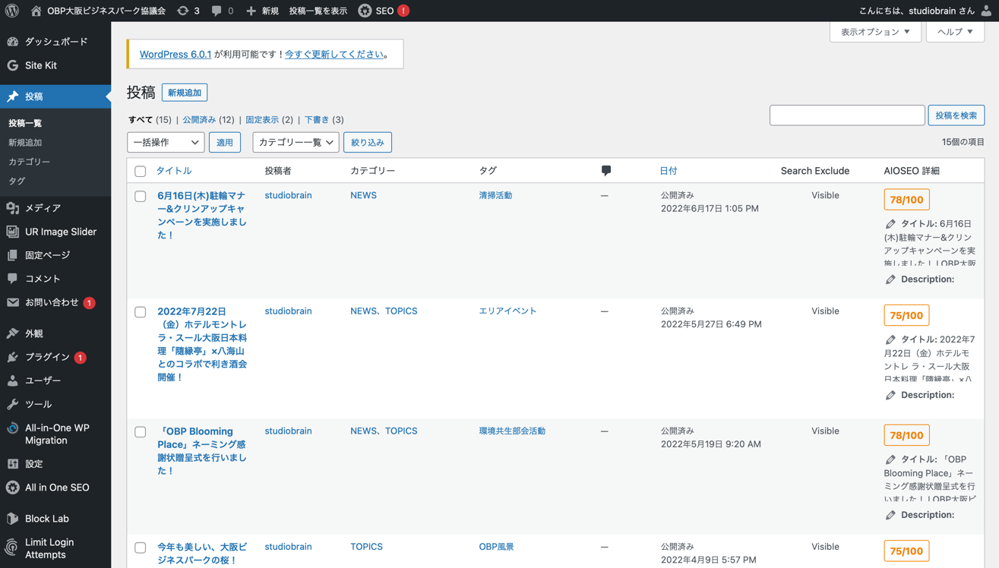 OBP大阪ビジネスパーク協議会 3 0 新規 投稿一覧を表示 SEO ! こんにちは、studiobrain さん
ダッシュボード
Site Kit
投稿
投稿一覧
新規追加
カテゴリー
タグ
メディア
UR Image Slider
固定ページ
コメント
お問い合わせ 1
外観
プラグイン 1
ユーザー
ツール
All-in-One WP
Migration
設定
All in One SEO
Block Lab
Limit Login
Attempts
表示オプション ▼ ヘルプ ▼
WordPress 6.0.1 が利用可能です ! 今すぐ更新してください。
投稿 新規追加
すべて (15) | 公開済み (12) | 固定表示 (2) | 下書き (3)
投稿を検索
一括操作 適用 カテゴリー一覧 絞り込み 15個の項目
タイトル 投稿者 カテゴリー タグ 日付 Search Exclude AIOSEO 詳細
6月16日(木)駐輪マナ
ー&クリンアップキャ
ンペーンを実施しまし
た！
studiobrain
NEWS
清掃活動
—
公開済み
2022年6月17日 1:05 PM
Visible
78/100
タイトル: 6月16日
(木)駐輪マナー&クリン
アップキャンペーンを実
施しました！ | OBP大阪
Description:
2022年7月22日
（金）ホテルモントレ
ラ・スール大阪日本料
理「隨縁亭」×八海山
とのコラボで利き酒会
開催！
studiobrain
NEWS、TOPICS
エリアイベント
—
公開済み
2022年5月27日 6:49 PM
Visible
75/100
タイトル: 2022年7
月22日（金）ホテルモ
ントレ ラ・スール大阪
日本料理「隨縁亭」×八
Description:
「OBP Blooming
Place」ネーミング感
謝状贈呈式を行いまし
た！
studiobrain
NEWS、TOPICS
環境共生部会活動
—
公開済み
2022年5月19日 9:20 AM
Visible
78/100
タイトル: 「OBP
Blooming Place」ネー
ミング感謝状贈呈式を行
いました！ | OBP大阪ビ
Description:
今年も美しい、大阪ビ
ジネスパークの桜！
studiobrain
TOPICS
OBP風景
—
公開済み
2022年4月9日 5:57 PM
Visible
75/100